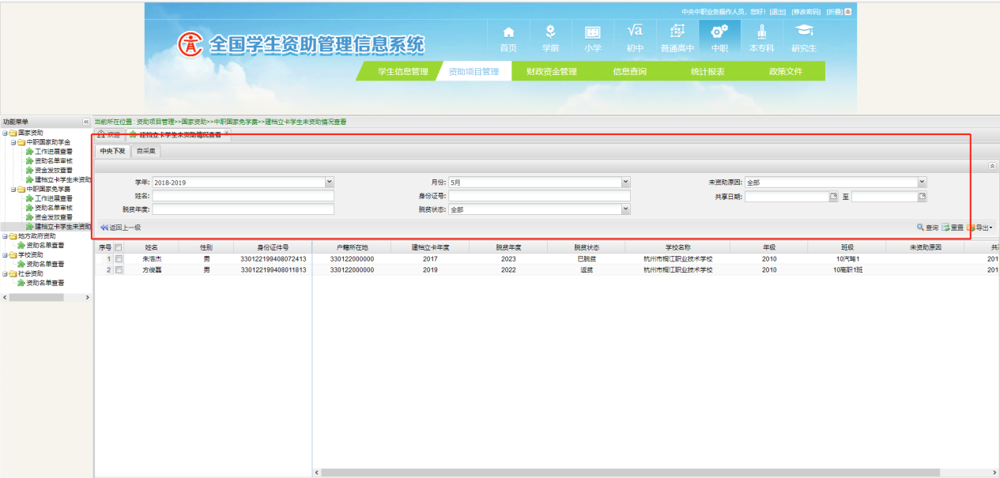 中央中职业务操作人员，您好！ [退出] [修改密码] [折叠]
全国学生资助管理信息系统
首页 学前 小学 初中 普通高中 中职 本专科 研究生
学生信息管理 资助项目管理 财政资金管理 信息查询 统计报表 政策文件
功能菜单
当前所在位置：资助项目管理>>国家资助>>中职国家免学费>>建档立卡学生未资助情况查看
国家资助
中职国家助学金
工作进展查看
资助名单审核
资金发放查看
建档立卡学生未资助
中职国家免学费
工作进展查看
资助名单审核
资金发放查看
建档立卡学生未资助
地方政府资助
资助名单查看
学校资助
资助名单查看
社会资助
资助名单查看
欢迎 建档立卡学生未资助情况查看
中央下发 自采集
学年: 2018-2019 月份: 5月 未资助原因: 全部
姓名: 身份证号: 共享日期: 至
脱贫年度: 脱贫状态: 全部
返回上一级 查询 重置 导出
序号 姓名 性别 身份证件号 户籍所在地 建档立卡年度 脱贫年度 脱贫状态 学校名称 年级 班级 未资助原因
1 朱浩杰 男 330122199408072413 330122000000 2017 2023 已脱贫 杭州市桐江职业技术学校 2010 10汽驾1 201
2 方俊磊 男 330122199408011813 330122000000 2019 2022 返贫 杭州市桐江职业技术学校 2010 10高职1班 201